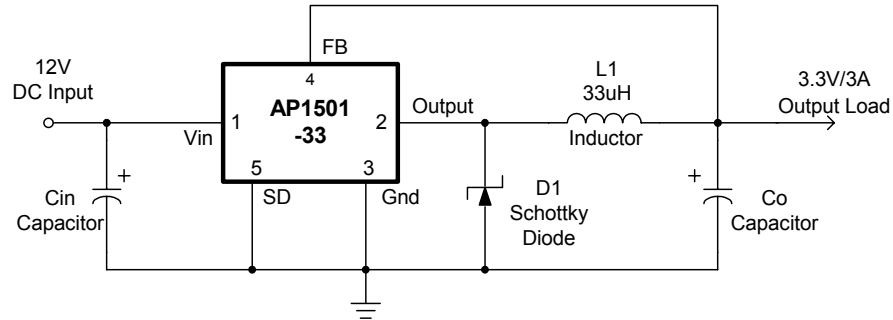 FB
12V
DC Input
4
AP1501
-33
1
2
Vin
Output
L1
33uH
Inductor
3.3V/3A
Output Load
5
3
SD
Gnd
+
Cin
Capacitor
D1
Schottky
Diode
+
Co
Capacitor